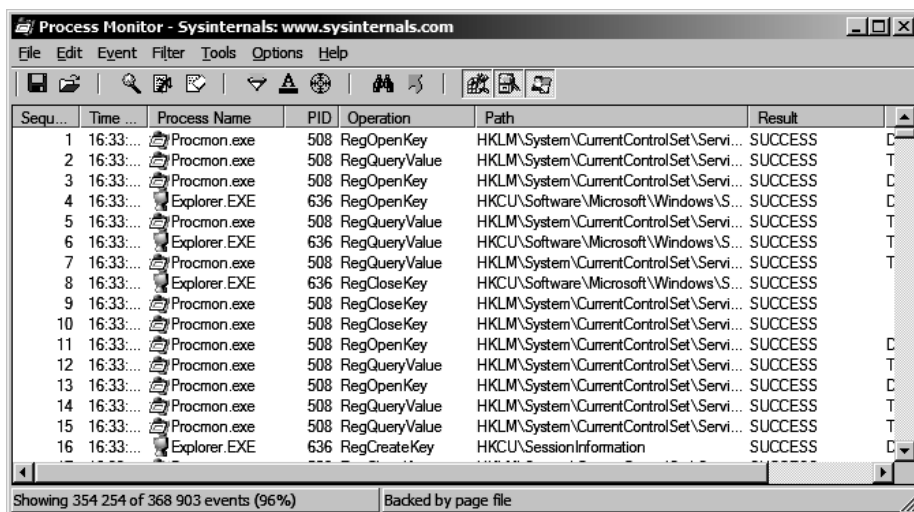 Process Monitor - Sysinternals: www.sysinternals.com
File Edit Event Filter Tools Options Help
Sequ... Time ... Process Name PID Operation Path Result
1 16:33:... Procmon.exe 508 RegOpenKey HKLM\System\CurrentControlSet\Servi... SUCCESS D
2 16:33:... Procmon.exe 508 RegQueryValue HKLM\System\CurrentControlSet\Servi... SUCCESS T
3 16:33:... Procmon.exe 508 RegOpenKey HKLM\System\CurrentControlSet\Servi... SUCCESS D
4 16:33:... Explorer.EXE 636 RegOpenKey HKCU\Software\Microsoft\Windows\S... SUCCESS D
5 16:33:... Procmon.exe 508 RegQueryValue HKLM\System\CurrentControlSet\Servi... SUCCESS T
6 16:33:... Explorer.EXE 636 RegQueryValue HKCU\Software\Microsoft\Windows\S... SUCCESS T
7 16:33:... Procmon.exe 508 RegQueryValue HKLM\System\CurrentControlSet\Servi... SUCCESS T
8 16:33:... Explorer.EXE 636 RegCloseKey HKCU\Software\Microsoft\Windows\S... SUCCESS
9 16:33:... Procmon.exe 508 RegCloseKey HKLM\System\CurrentControlSet\Servi... SUCCESS
10 16:33:... Procmon.exe 508 RegCloseKey HKLM\System\CurrentControlSet\Servi... SUCCESS
11 16:33:... Procmon.exe 508 RegOpenKey HKLM\System\CurrentControlSet\Servi... SUCCESS D
12 16:33:... Procmon.exe 508 RegQueryValue HKLM\System\CurrentControlSet\Servi... SUCCESS T
13 16:33:... Procmon.exe 508 RegOpenKey HKLM\System\CurrentControlSet\Servi... SUCCESS D
14 16:33:... Procmon.exe 508 RegQueryValue HKLM\System\CurrentControlSet\Servi... SUCCESS T
15 16:33:... Procmon.exe 508 RegQueryValue HKLM\System\CurrentControlSet\Servi... SUCCESS T
16 16:33:... Explorer.EXE 636 RegCreateKey HKCU\SessionInformation SUCCESS D
Showing 354 254 of 368 903 events (96%) Backed by page file